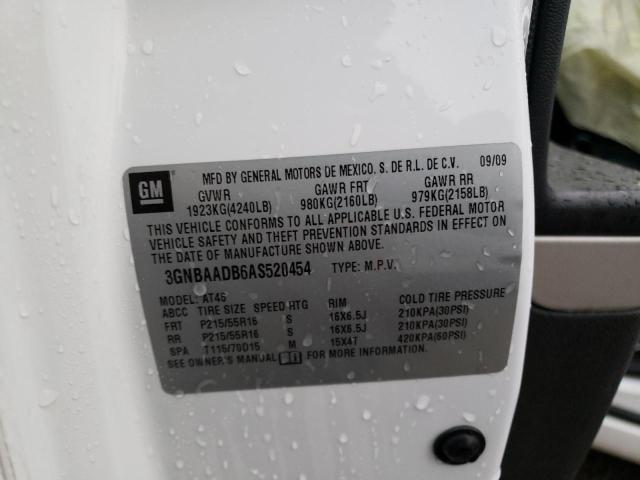 GM
MFD BY GENERAL MOTORS DE MEXICO, S. DE R.L. DE C.V. 09/09
GVWR GAWR FRT GAWR RR
1923KG(4240LB) 980KG(2160LB) 979KG(2158LB)
THIS VEHICLE CONFORMS TO ALL APPLICABLE U.S. FEDERAL MOTOR
VEHICLE SAFETY AND THEFT PREVENTION STANDARDS IN EFFECT ON
THE DATE OF MANUFACTURE SHOWN ABOVE.
3GNBAADB6AS520454 TYPE: M.P.V.
MODEL: AT46
ABCC TIRE SIZE SPEED RTG RIM COLD TIRE PRESSURE
FRT P215/55R16 S 16X6.5J 210KPA(30PSI)
RR P215/55R16 S 16X6.5J 210KPA(30PSI)
SPA T115/70D15 M 15X4T 420KPA(60PSI)
SEE OWNER'S MANUAL